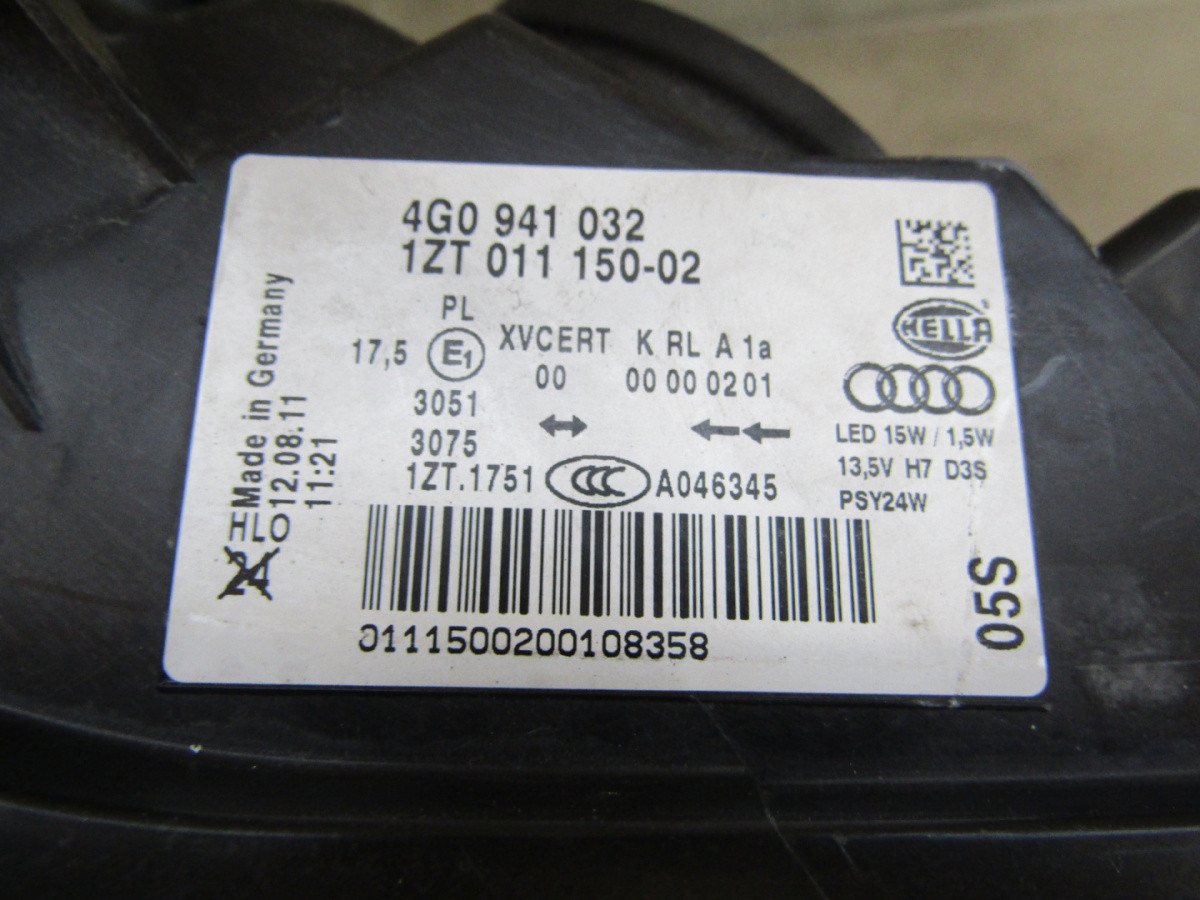 4G0 941 032
1ZT 011 150-02
PL
17,5 E1 XVCERT K RL A 1a
00 00 00 02 01
3051
3075
1ZT.1751 CCC A046345
0111500200108358
HELLA
LED 15W / 1,5W
13,5V H7 D3S
PSY24W
05S
Made in Germany
12.08.11
11:21